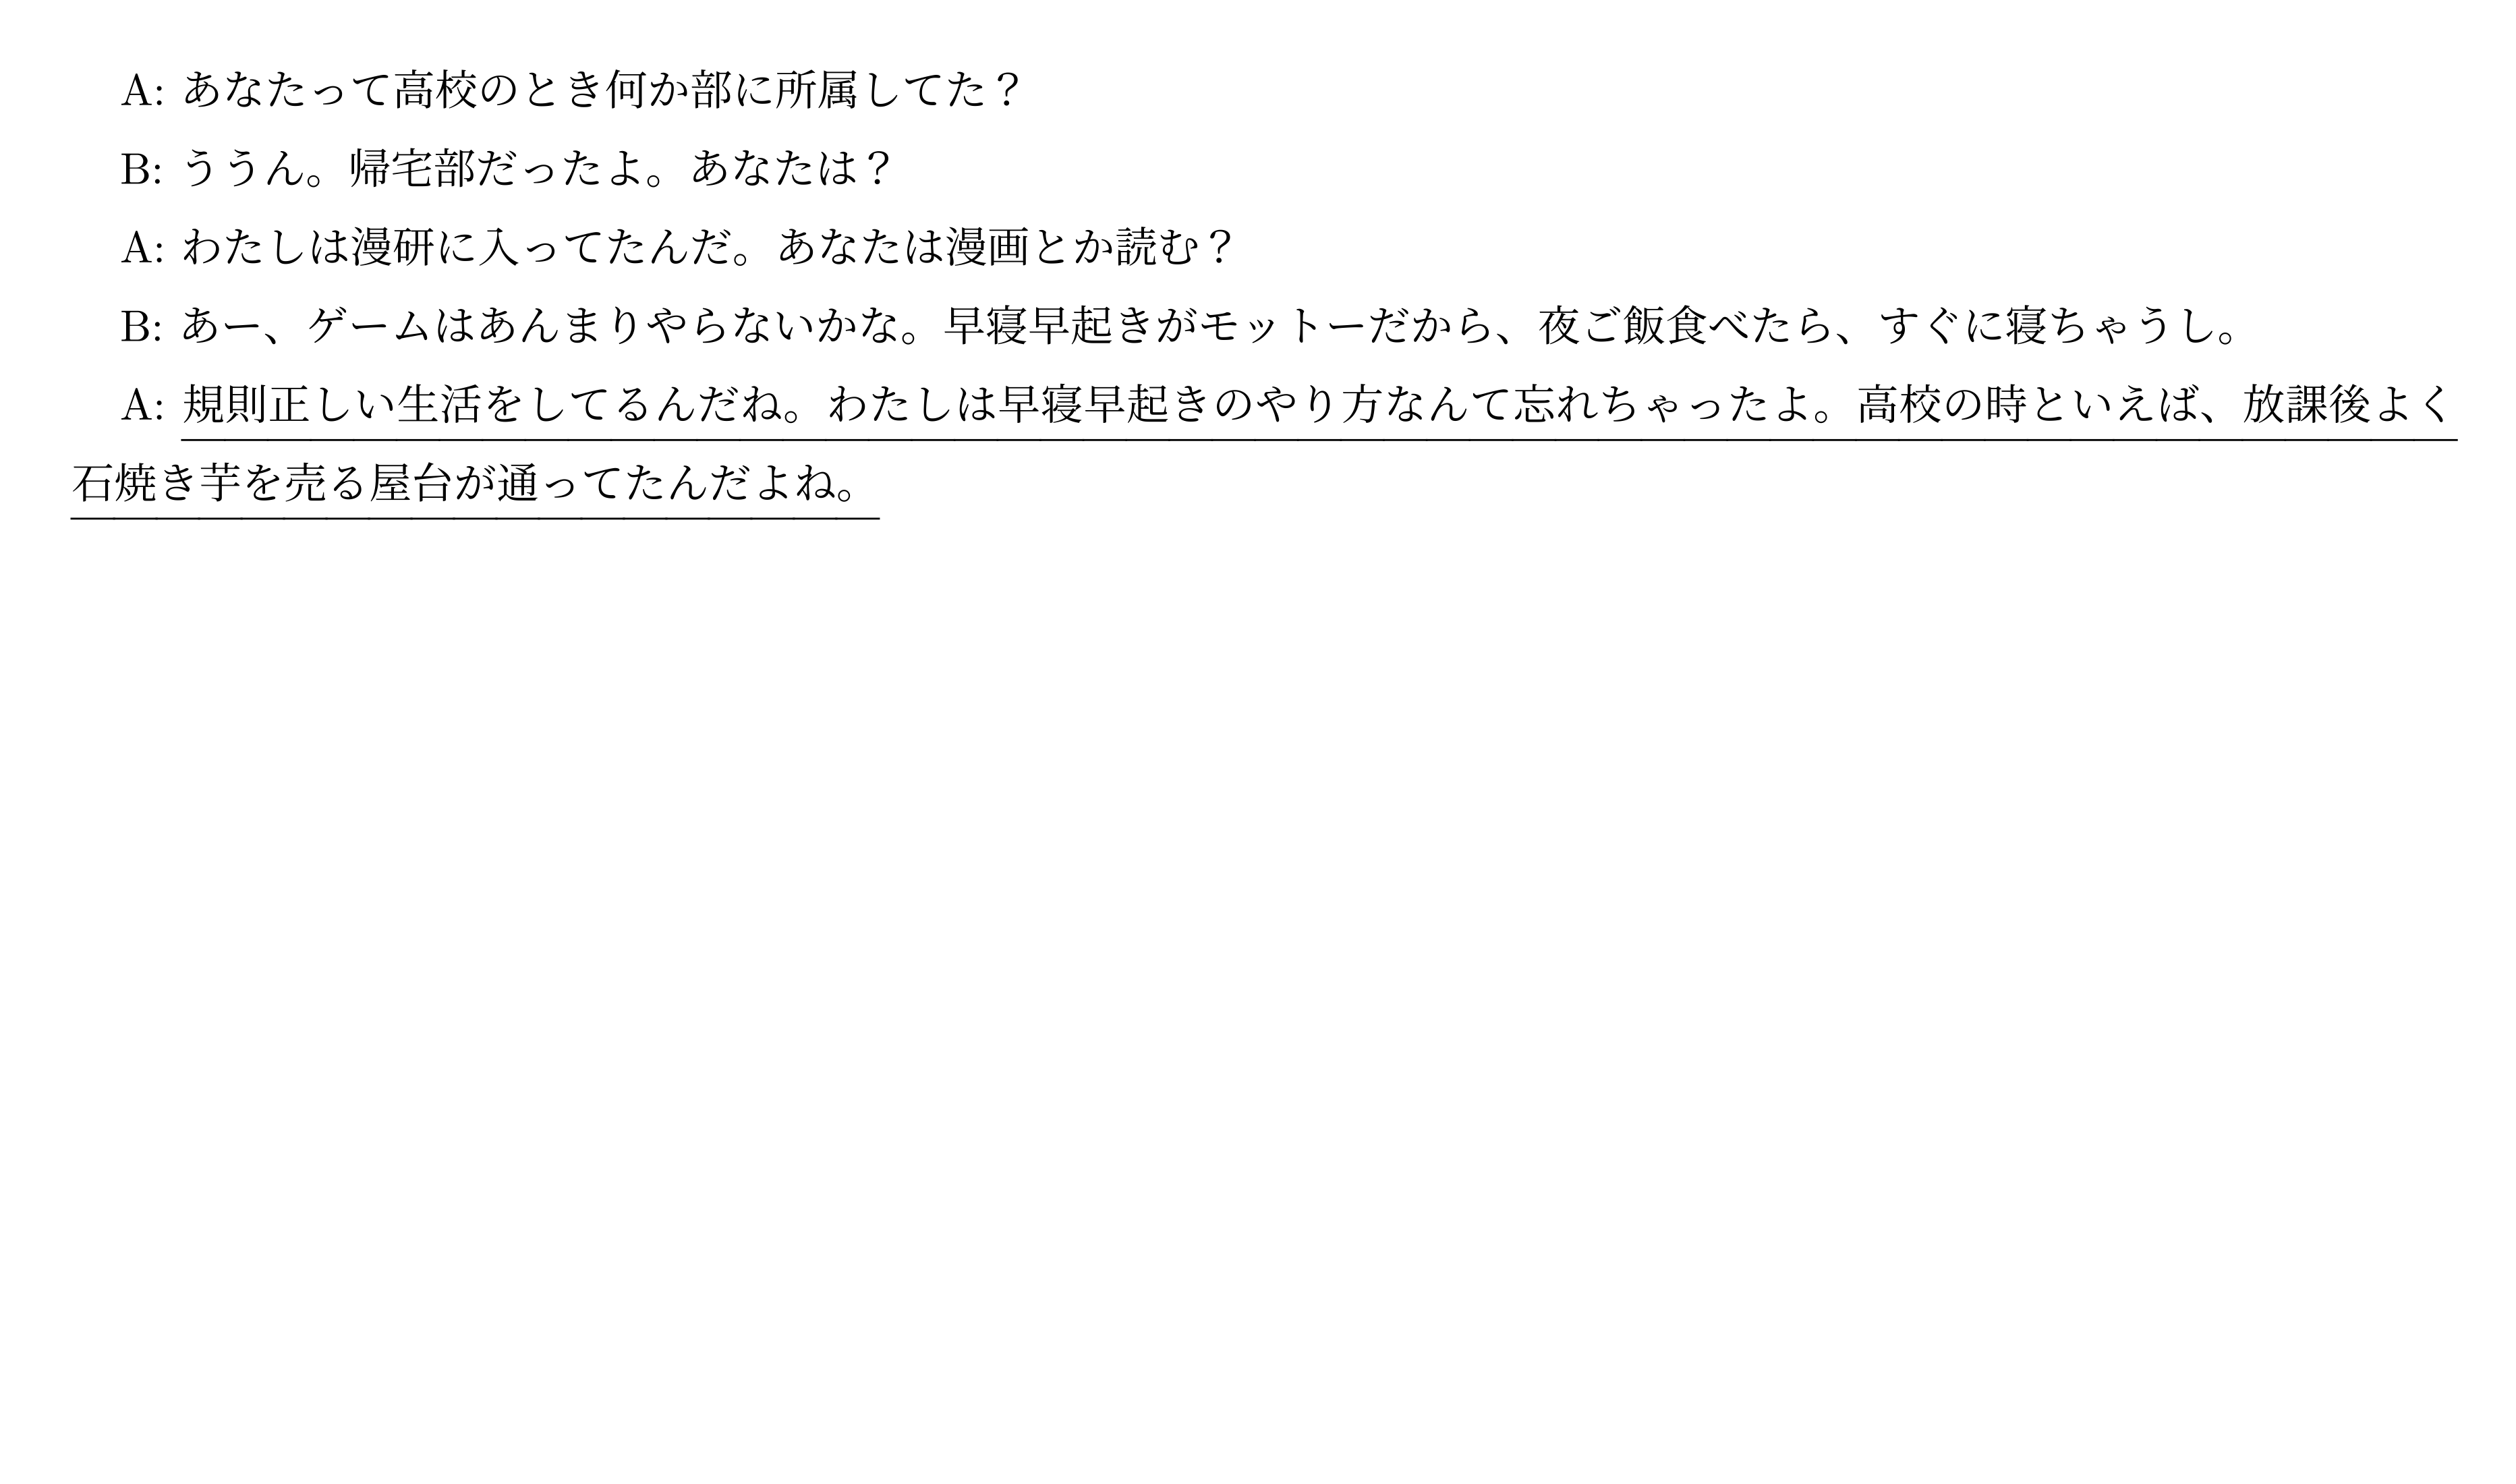 A: あなたって高校のとき何か部に所属してた？
B: ううん。帰宅部だったよ。あなたは？
A: わたしは漫研に入ってたんだ。あなたは漫画とか読む？
B: あー、ゲームはあんまりやらないかな。早寝早起きがモットーだから、夜ご飯食べたら、すぐに寝ちゃうし。
A: 規則正しい生活をしてるんだね。わたしは早寝早起きのやり方なんて忘れちゃったよ。高校の時といえば、放課後よく
石焼き芋を売る屋台が通ってたんだよね。